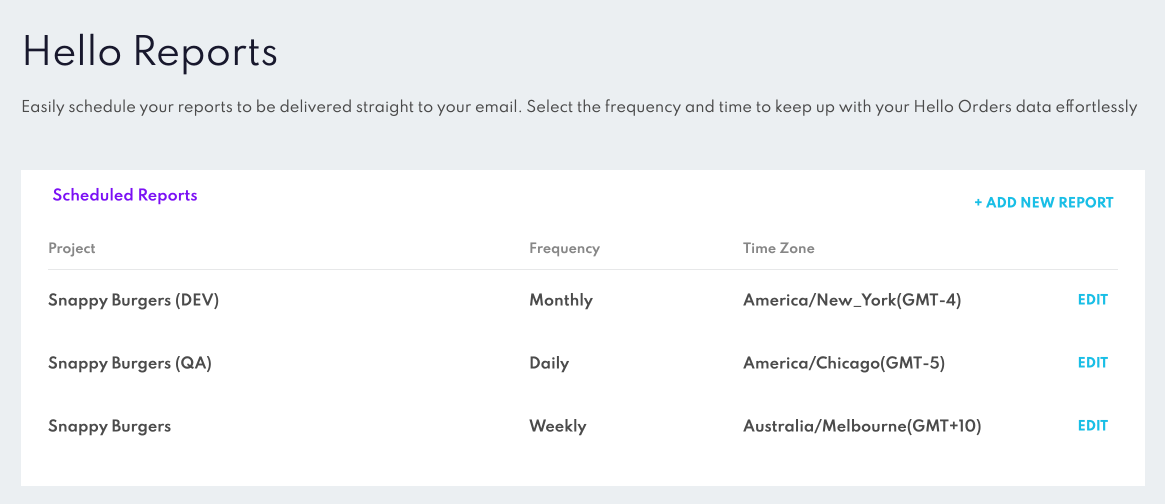 Hello Reports
Easily schedule your reports to be delivered straight to your email. Select the frequency and time to keep up with your Hello Orders data effortlessly
Scheduled Reports
+ ADD NEW REPORT
Project Frequency Time Zone
Snappy Burgers (DEV) Monthly America/New_York(GMT-4) EDIT
Snappy Burgers (QA) Daily America/Chicago(GMT-5) EDIT
Snappy Burgers Weekly Australia/Melbourne(GMT+10) EDIT